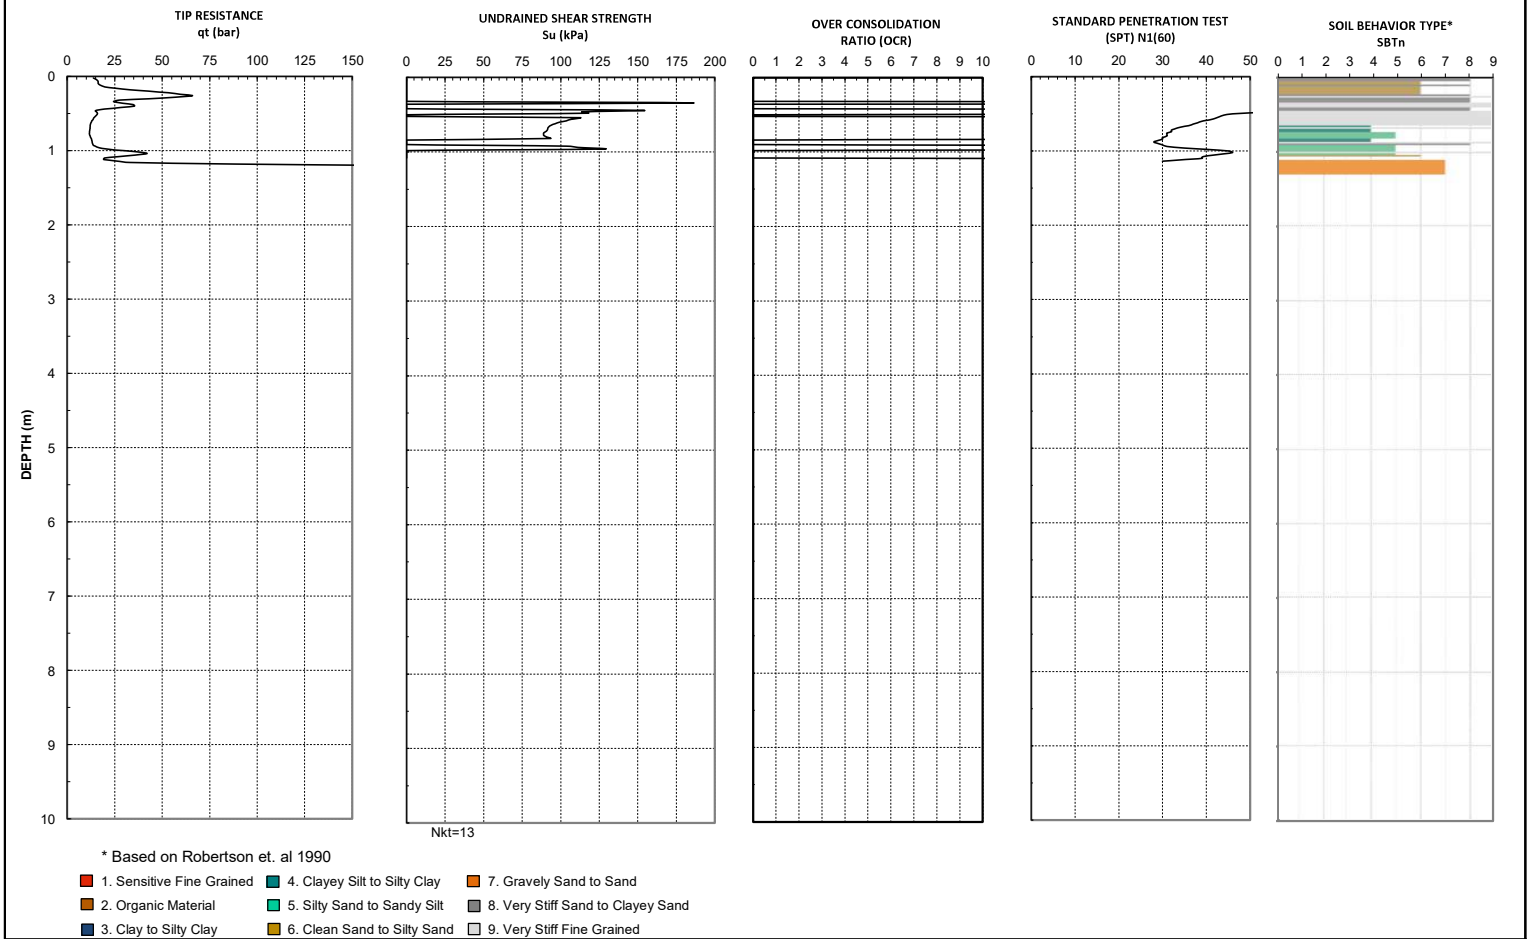 TIP RESISTANCE
qt (bar)
0 25 50 75 100 125 150
UNDRAINED SHEAR STRENGTH
Su (kPa)
0 25 50 75 100 125 150 175 200
OVER CONSOLIDATION
RATIO (OCR)
0 1 2 3 4 5 6 7 8 9 10
STANDARD PENETRATION TEST
(SPT) N1(60)
0 10 20 30 40 50
SOIL BEHAVIOR TYPE*
SBTn
0 1 2 3 4 5 6 7 8 9
DEPTH (m)
0
1
2
3
4
5
6
7
8
9
10
Nkt=13
* Based on Robertson et. al 1990
1. Sensitive Fine Grained
4. Clayey Silt to Silty Clay
7. Gravely Sand to Sand
2. Organic Material
5. Silty Sand to Sandy Silt
8. Very Stiff Sand to Clayey Sand
3. Clay to Silty Clay
6. Clean Sand to Silty Sand
9. Very Stiff Fine Grained